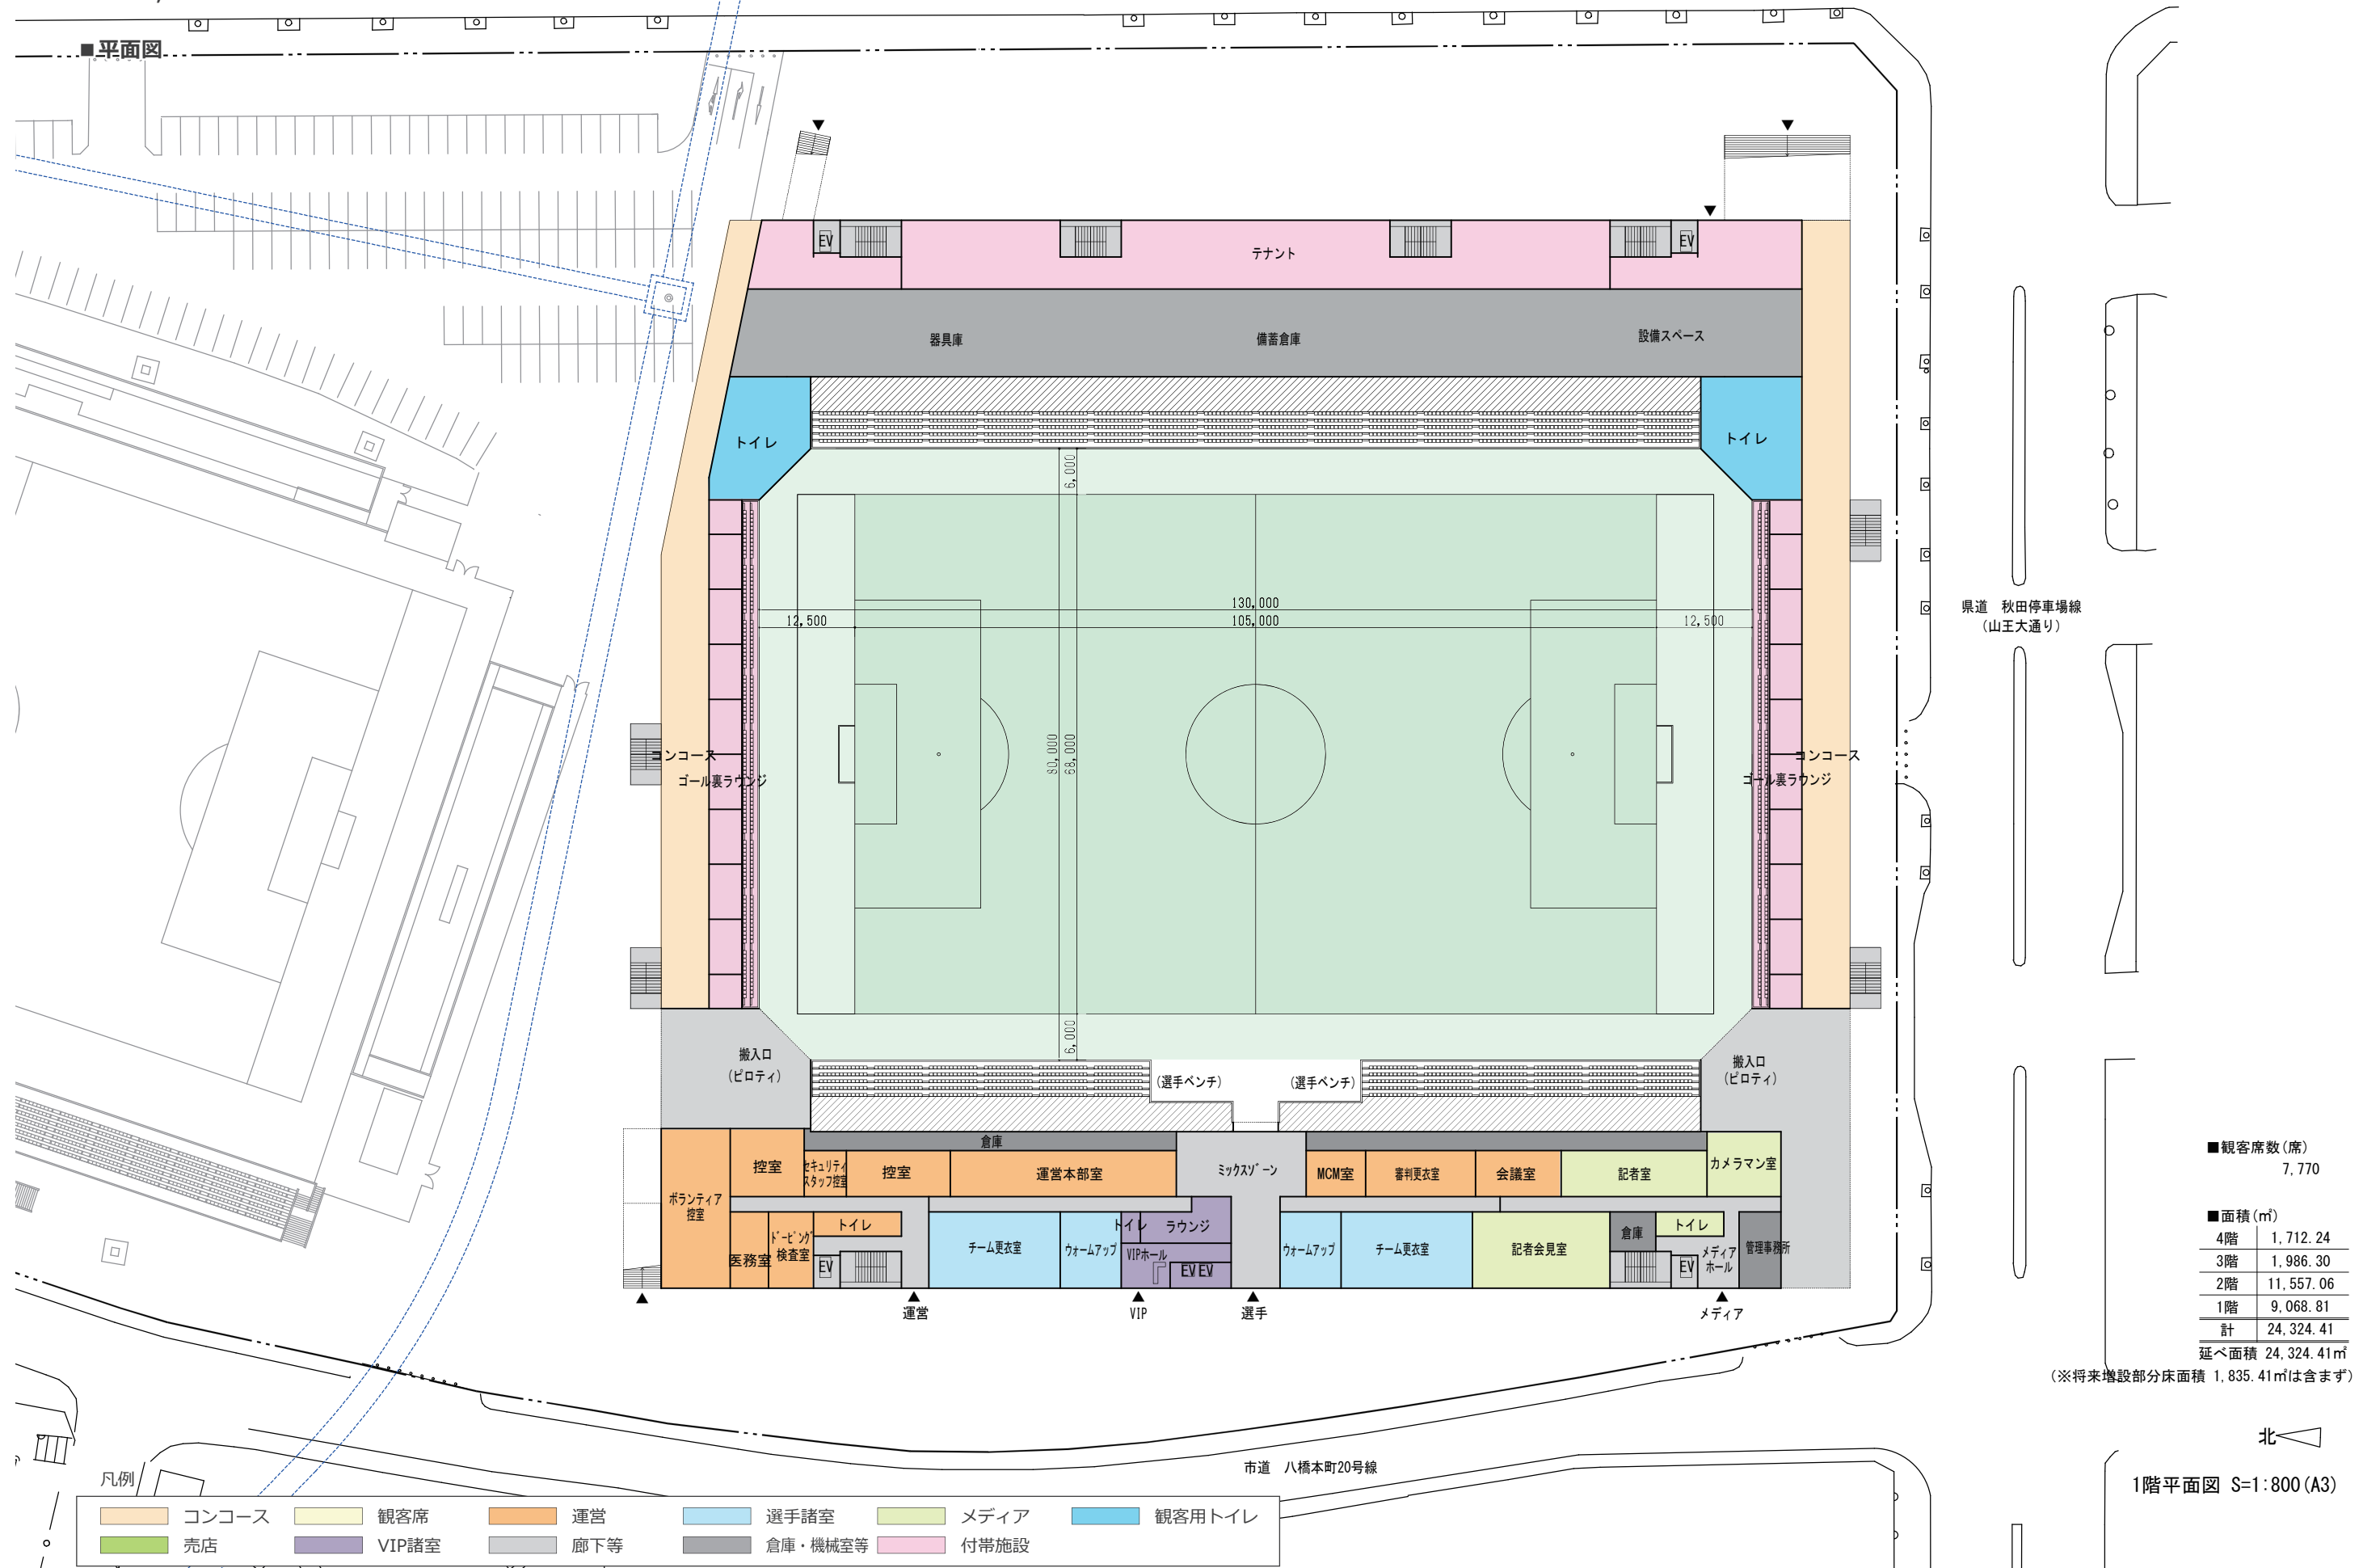 ■平面図
EV
テナント
EV
器具庫
備蓄倉庫
設備スペース
トイレ
トイレ
6,000
130,000
12,500
105,000
12,500
県道　秋田停車場線
(山王大通り)
80,000
68,000
コンコース
ゴール裏ラウンジ
コンコース
ゴール裏ラウンジ
6,000
搬入口
(ピロティ)
搬入口
(ピロティ)
(選手ベンチ)
(選手ベンチ)
倉庫
ボランティア
控室
控室
セキュリティ
スタッフ控室
控室
運営本部室
ミックスゾーン
MCM室
審判更衣室
会議室
記者室
カメラマン室
医務室
ドーピング
検査室
トイレ
EV
チーム更衣室
ウォームアップ
トイレ
ラウンジ
VIPホール
EV EV
ウォームアップ
チーム更衣室
記者会見室
倉庫
トイレ
EV
メディア
ホール
管理事務所
運営
VIP
選手
メディア
■観客席数(席)
7,770
■面積(㎡)
4階 1,712.24
3階 1,986.30
2階 11,557.06
1階 9,068.81
計 24,324.41
延べ面積 24,324.41㎡
(※将来増設部分床面積 1,835.41㎡は含まず)
北
市道　八橋本町20号線
1階平面図 S=1:800(A3)
凡例
コンコース 観客席 運営 選手諸室 メディア 観客用トイレ
売店 VIP諸室 廊下等 倉庫・機械室等 付帯施設